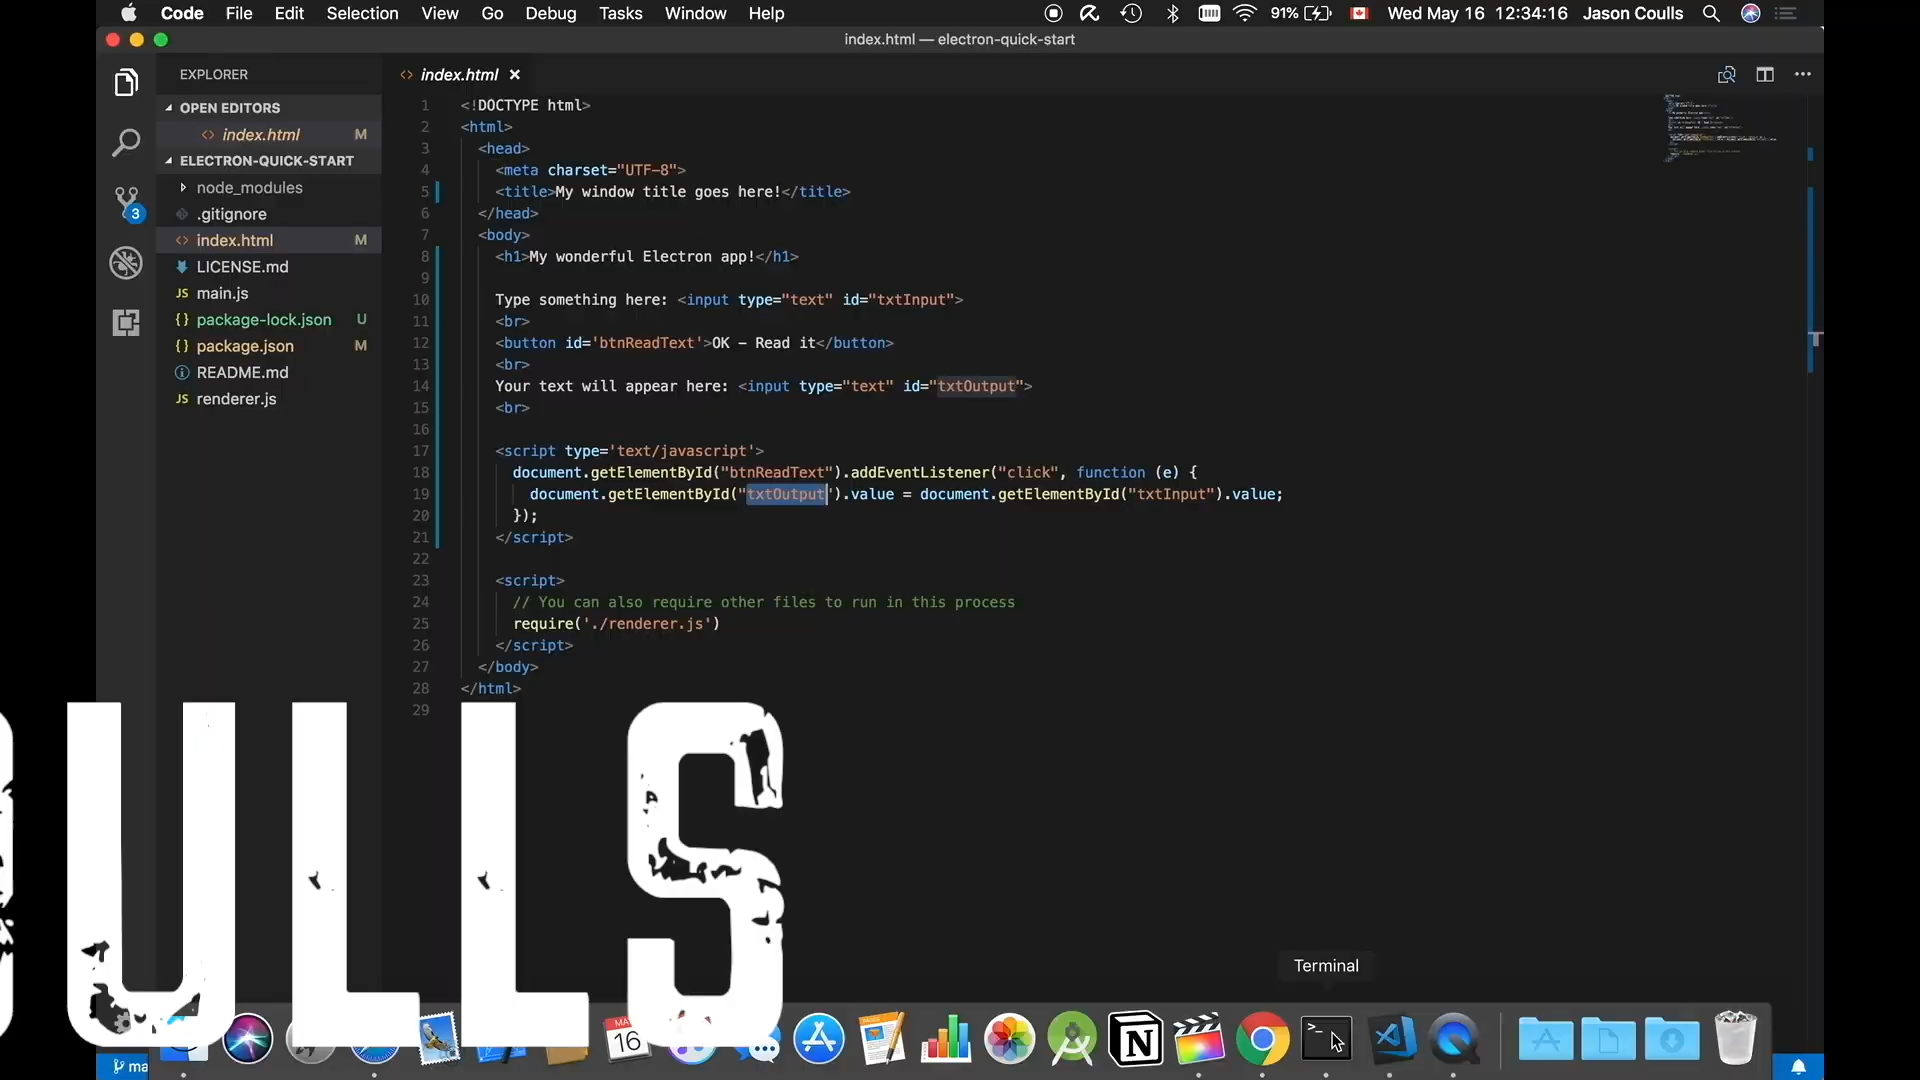 Code File Edit Selection View Go Debug Tasks Window Help 91% Wed May 16 12:34:16 Jason Coulls
index.html — electron-quick-start
EXPLORER
OPEN EDITORS
index.html M
ELECTRON-QUICK-START
node_modules
.gitignore
index.html M
LICENSE.md
JS main.js
{} package-lock.json U
{} package.json M
README.md
JS renderer.js
3
<> index.html ×
1 <!DOCTYPE html>
2 <html>
3 <head>
4 <meta charset="UTF-8">
5 <title>My window title goes here!</title>
6 </head>
7 <body>
8 <h1>My wonderful Electron app!</h1>
9
10 Type something here: <input type="text" id="txtInput">
11 <br>
12 <button id='btnReadText'>OK - Read it</button>
13 <br>
14 Your text will appear here: <input type="text" id="txtOutput">
15 <br>
16
17 <script type='text/javascript'>
18 document.getElementById("btnReadText").addEventListener("click", function (e) {
19 document.getElementById("txtOutput").value = document.getElementById("txtInput").value;
20 });
21 </script>
22
23 <script>
24 // You can also require other files to run in this process
25 require('./renderer.js')
26 </script>
27 </body>
28 </html>
29
ULLS
Terminal
16
N
>_
ma